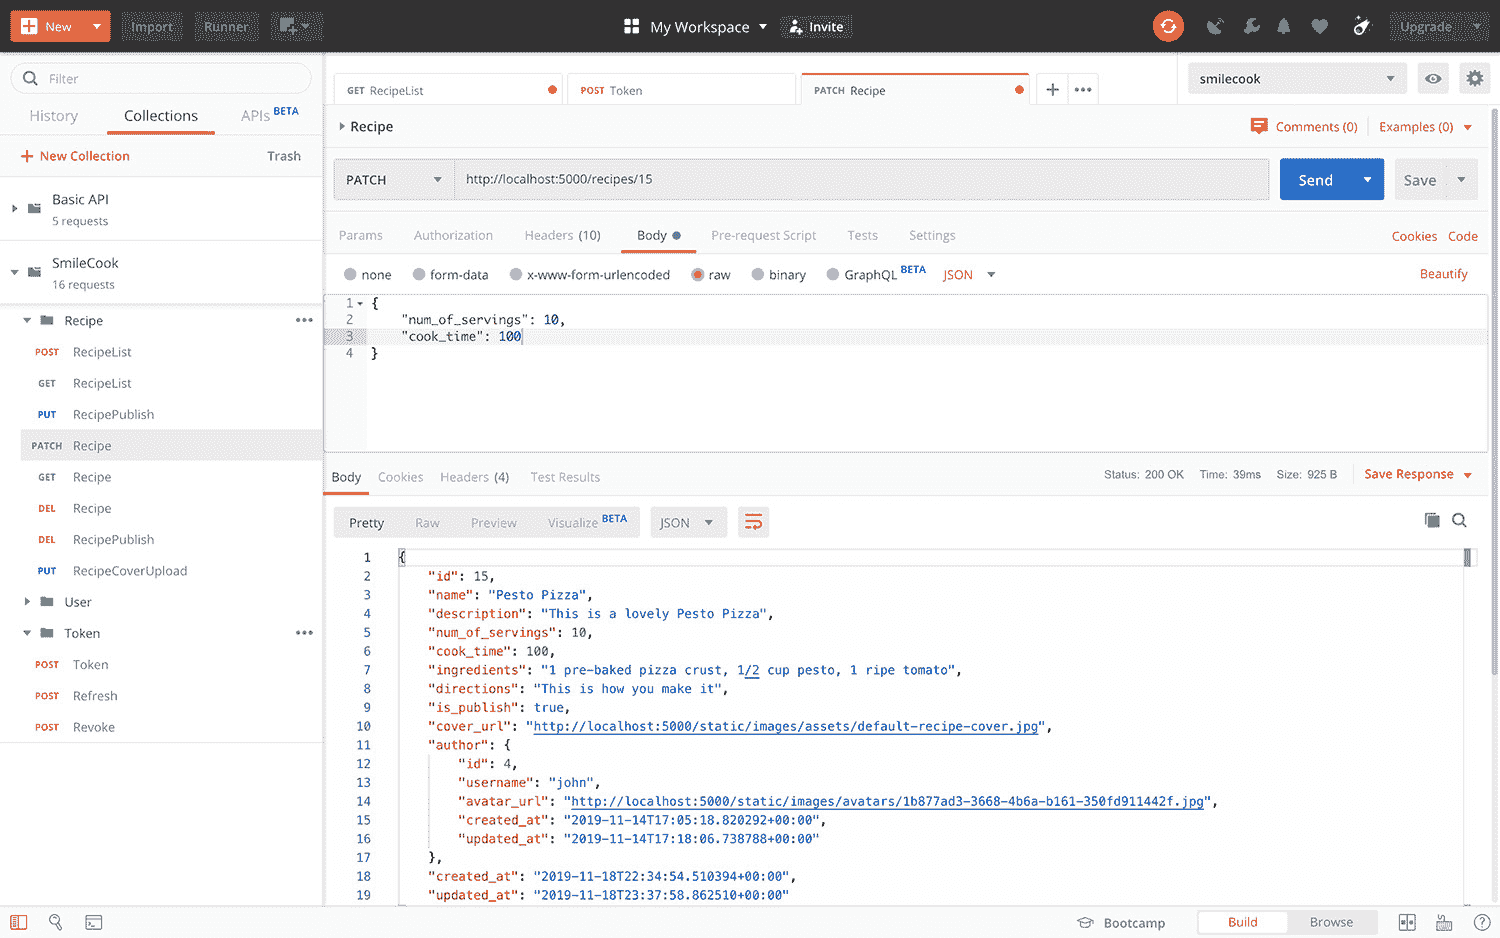 New Import Runner My Workspace Invite Upgrade
Filter
History Collections APIs BETA
New Collection Trash
Basic API
5 requests
SmileCook
16 requests
Recipe
POST RecipeList
GET RecipeList
PUT RecipePublish
PATCH Recipe
GET Recipe
DEL Recipe
DEL RecipePublish
PUT RecipeCoverUpload
User
Token
POST Token
POST Refresh
POST Revoke
GET RecipeList POST Token PATCH Recipe smilecook
Recipe Comments (0) Examples (0)
PATCH http://localhost:5000/recipes/15 Send Save
Params Authorization Headers (10) Body Pre-request Script Tests Settings Cookies Code
none form-data x-www-form-urlencoded raw binary GraphQL BETA JSON Beautify
1 {
2 "num_of_servings": 10,
3 "cook_time": 100
4 }
Body Cookies Headers (4) Test Results Status: 200 OK Time: 39ms Size: 925 B Save Response
Pretty Raw Preview Visualize BETA JSON
1 {
2 "id": 15,
3 "name": "Pesto Pizza",
4 "description": "This is a lovely Pesto Pizza",
5 "num_of_servings": 10,
6 "cook_time": 100,
7 "ingredients": "1 pre-baked pizza crust, 1/2 cup pesto, 1 ripe tomato",
8 "directions": "This is how you make it",
9 "is_publish": true,
10 "cover_url": "http://localhost:5000/static/images/assets/default-recipe-cover.jpg",
11 "author": {
12 "id": 4,
13 "username": "john",
14 "avatar_url": "http://localhost:5000/static/images/avatars/1b877ad3-3668-4b6a-b161-350fd911442f.jpg",
15 "created_at": "2019-11-14T17:05:18.820292+00:00",
16 "updated_at": "2019-11-14T17:18:06.738788+00:00"
17 },
18 "created_at": "2019-11-18T22:34:54.510394+00:00",
19 "updated_at": "2019-11-18T23:37:58.862510+00:00"
Bootcamp Build Browse